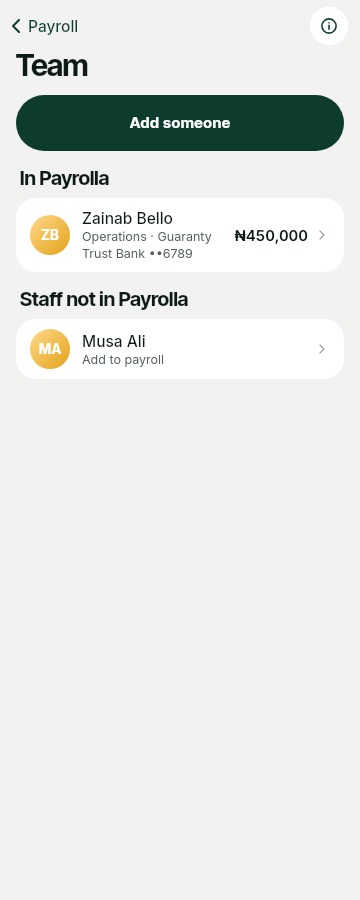 Payroll
Team
Add someone
In Payrolla
ZB
Zainab Bello
Operations · Guaranty
Trust Bank ••6789
₦450,000
Staff not in Payrolla
MA
Musa Ali
Add to payroll